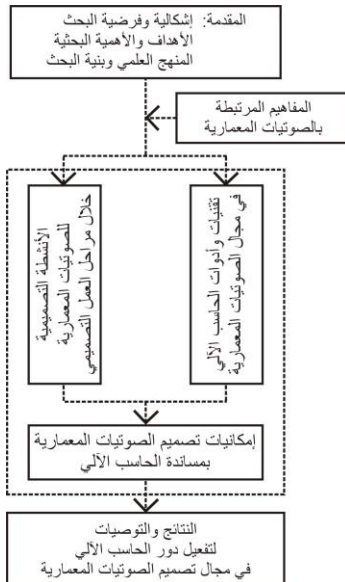 المقدمة: إشكالية وفرضية البحث
الأهداف والأهمية البحثية
المنهج العلمي وبنية البحث
المفاهيم المرتبطة
بالصوتيات المعمارية
تقنيات وأدوات الحاسب الآلي
في مجال الصوتيات المعمارية
الأنشطة التصميمية
للصوتيات المعمارية
خلال مراحل العمل التصميمي
إمكانيات تصميم الصوتيات المعمارية
بمساندة الحاسب الآلي
النتائج والتوصيات
لتفعيل دور الحاسب الآلي
في مجال تصميم الصوتيات المعمارية